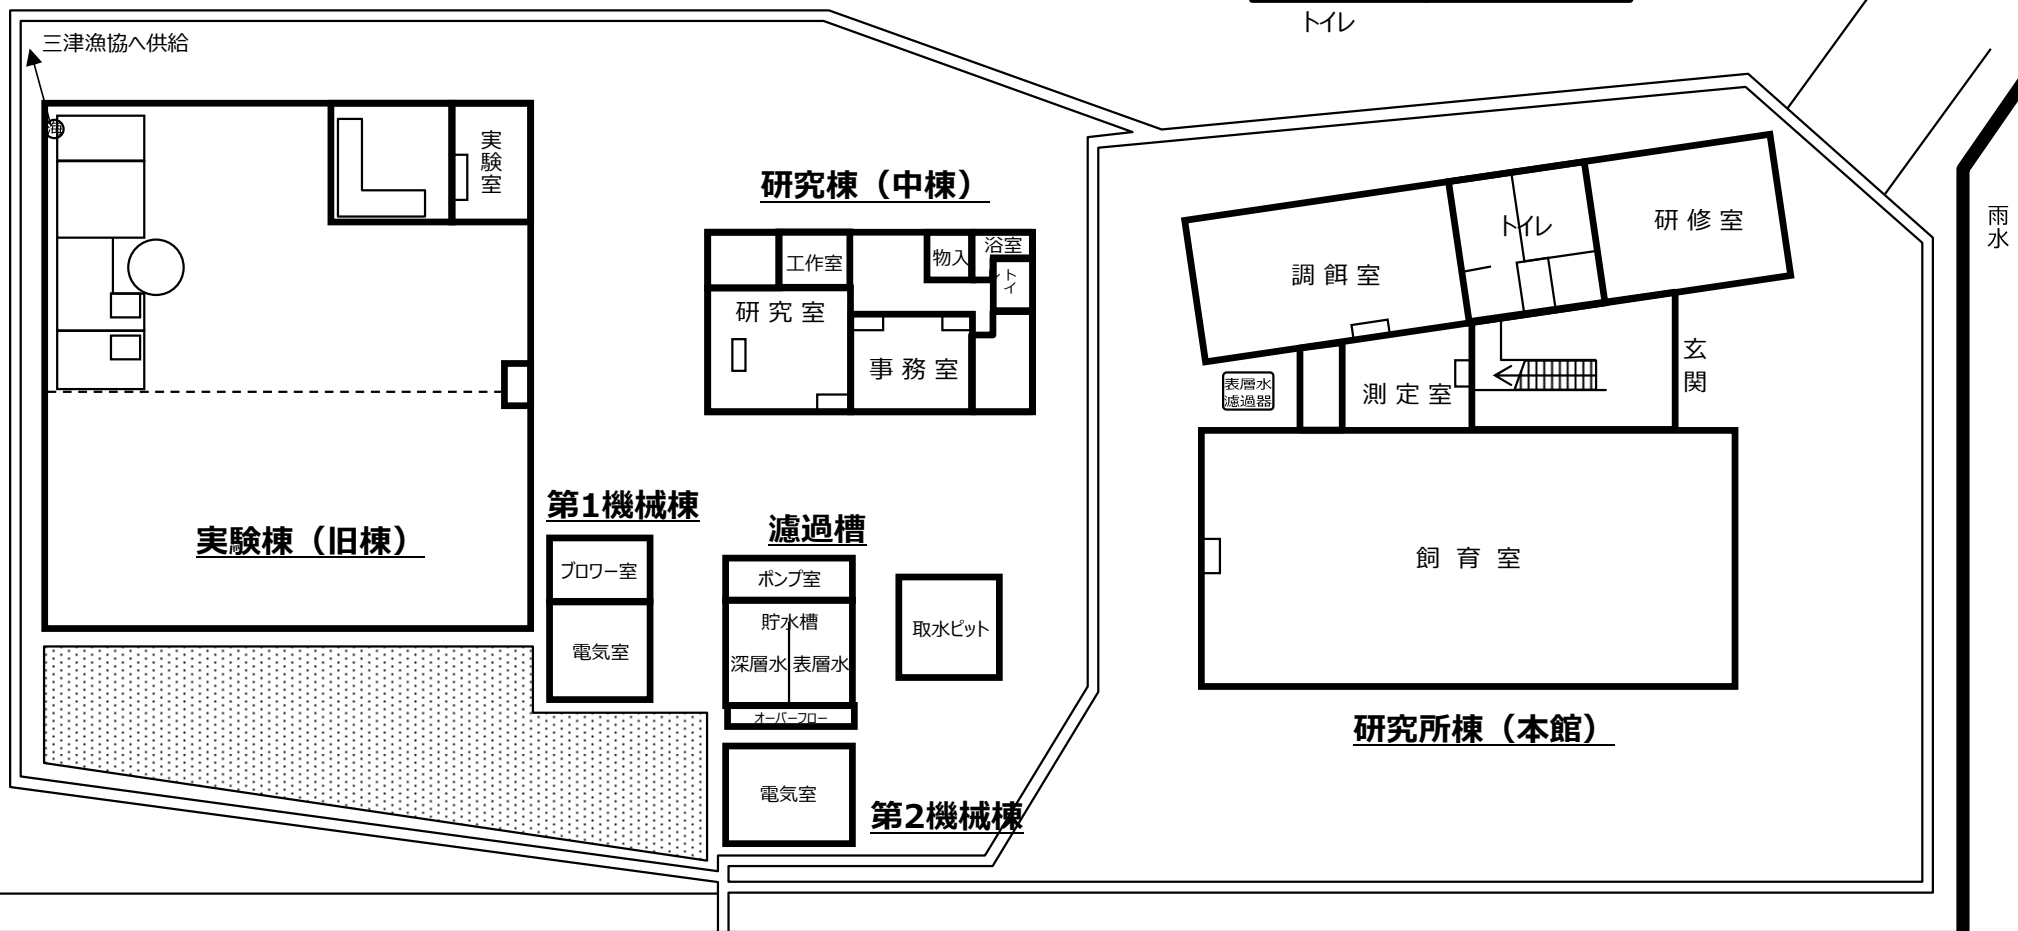 トイレ
三津漁協へ供給
海
実験室
研究棟（中棟）
工作室
物入
浴室
トイレ
研究室
事務室
実験棟（旧棟）
第1機械棟
ブロワー室
電気室
濾過槽
ポンプ室
貯水槽
深層水
表層水
オーバーフロー
取水ピット
電気室
第2機械棟
調餌室
トイレ
研修室
玄関
表層水
濾過器
測定室
飼育室
研究所棟（本館）
雨水